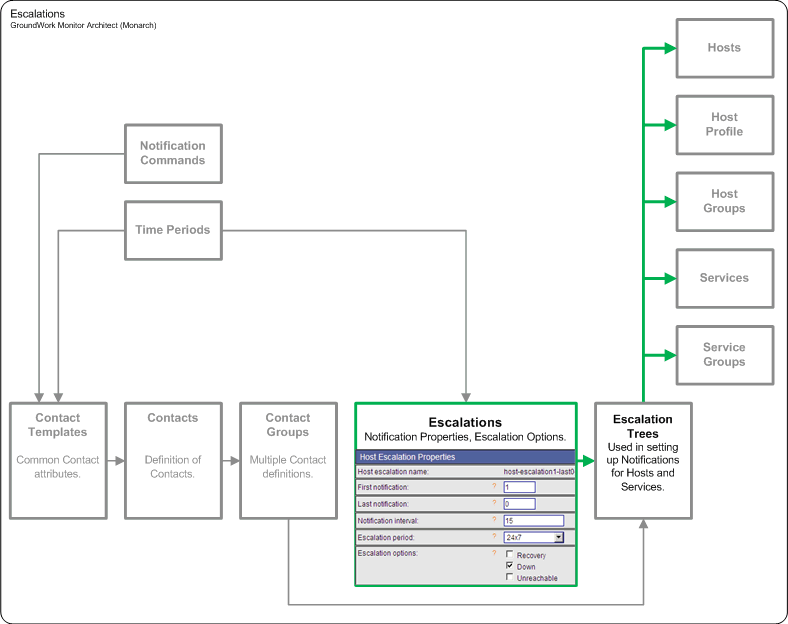 Escalations
GroundWork Monitor Architect (Monarch)
Hosts
Host
Profile
Notification
Commands
Host
Groups
Time Periods
Services
Service
Groups
Contact
Templates
Common Contact
attributes.
Contacts
Definition of
Contacts.
Contact
Groups
Multiple Contact
definitions.
Escalations
Notification Properties, Escalation Options.
Host Escalation Properties
Host escalation name: host-escalation1-last0
First notification: ? 1
Last notification: ? 0
Notification interval: ? 15
Escalation period: ? 24x7
Escalation options: ? Recovery
Down
Unreachable
Escalation
Trees
Used in setting
up Notifications
for Hosts and
Services.